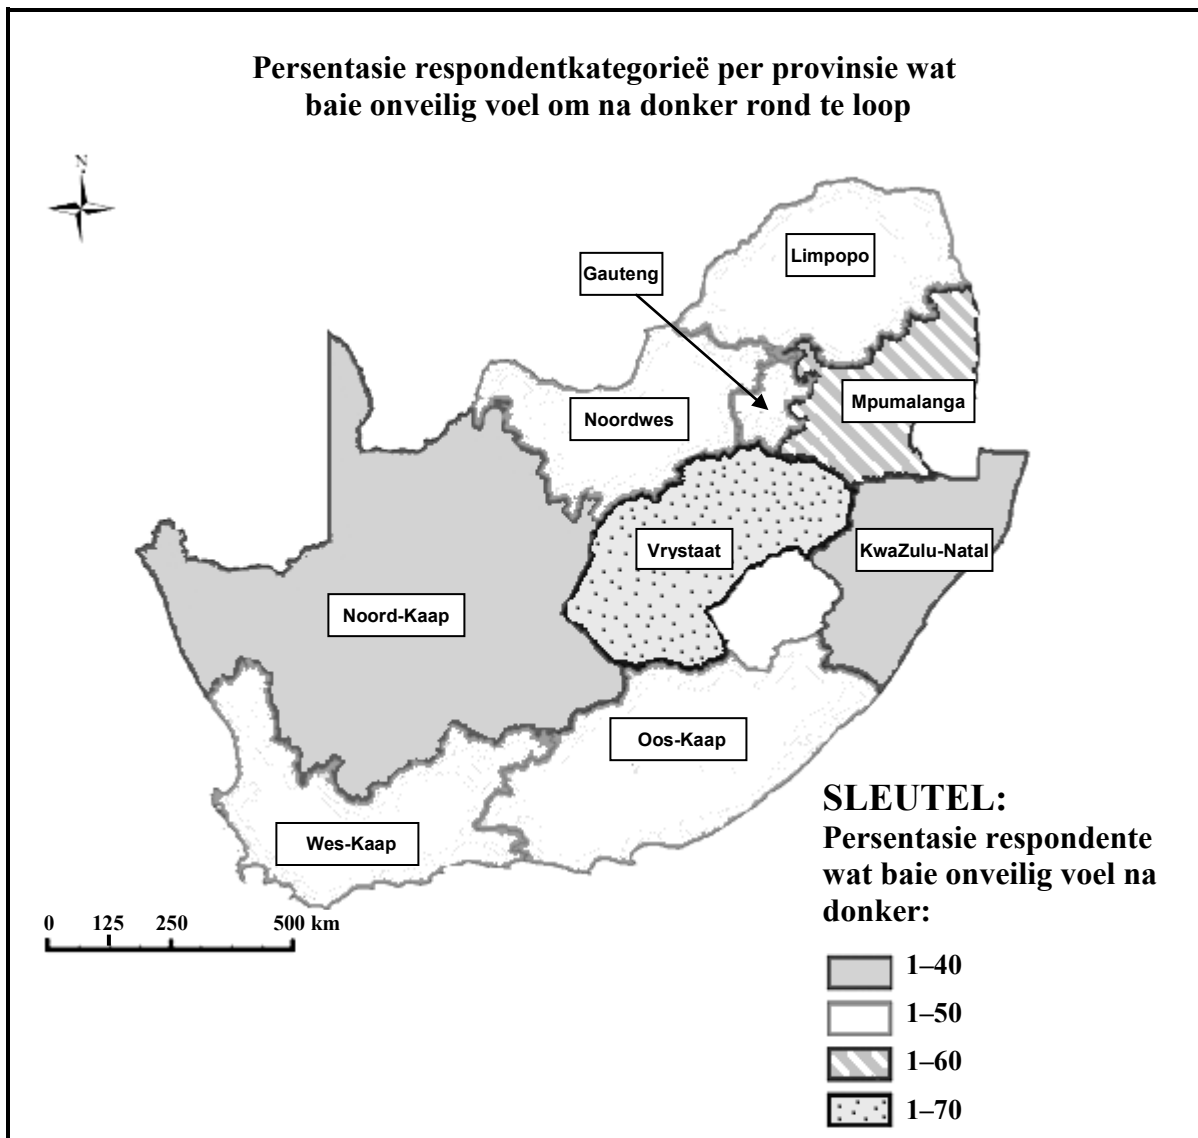 Persentasie respondentkategorieë per provinsie wat
baie onveilig voel om na donker rond te loop
N
Limpopo
Gauteng
Mpumalanga
Noordwes
Vrystaat
KwaZulu-Natal
Noord-Kaap
Oos-Kaap
Wes-Kaap
SLEUTEL:
Persentasie respondente
wat baie onveilig voel na
donker:
0 125 250 500 km
1–40
1–50
1–60
1–70